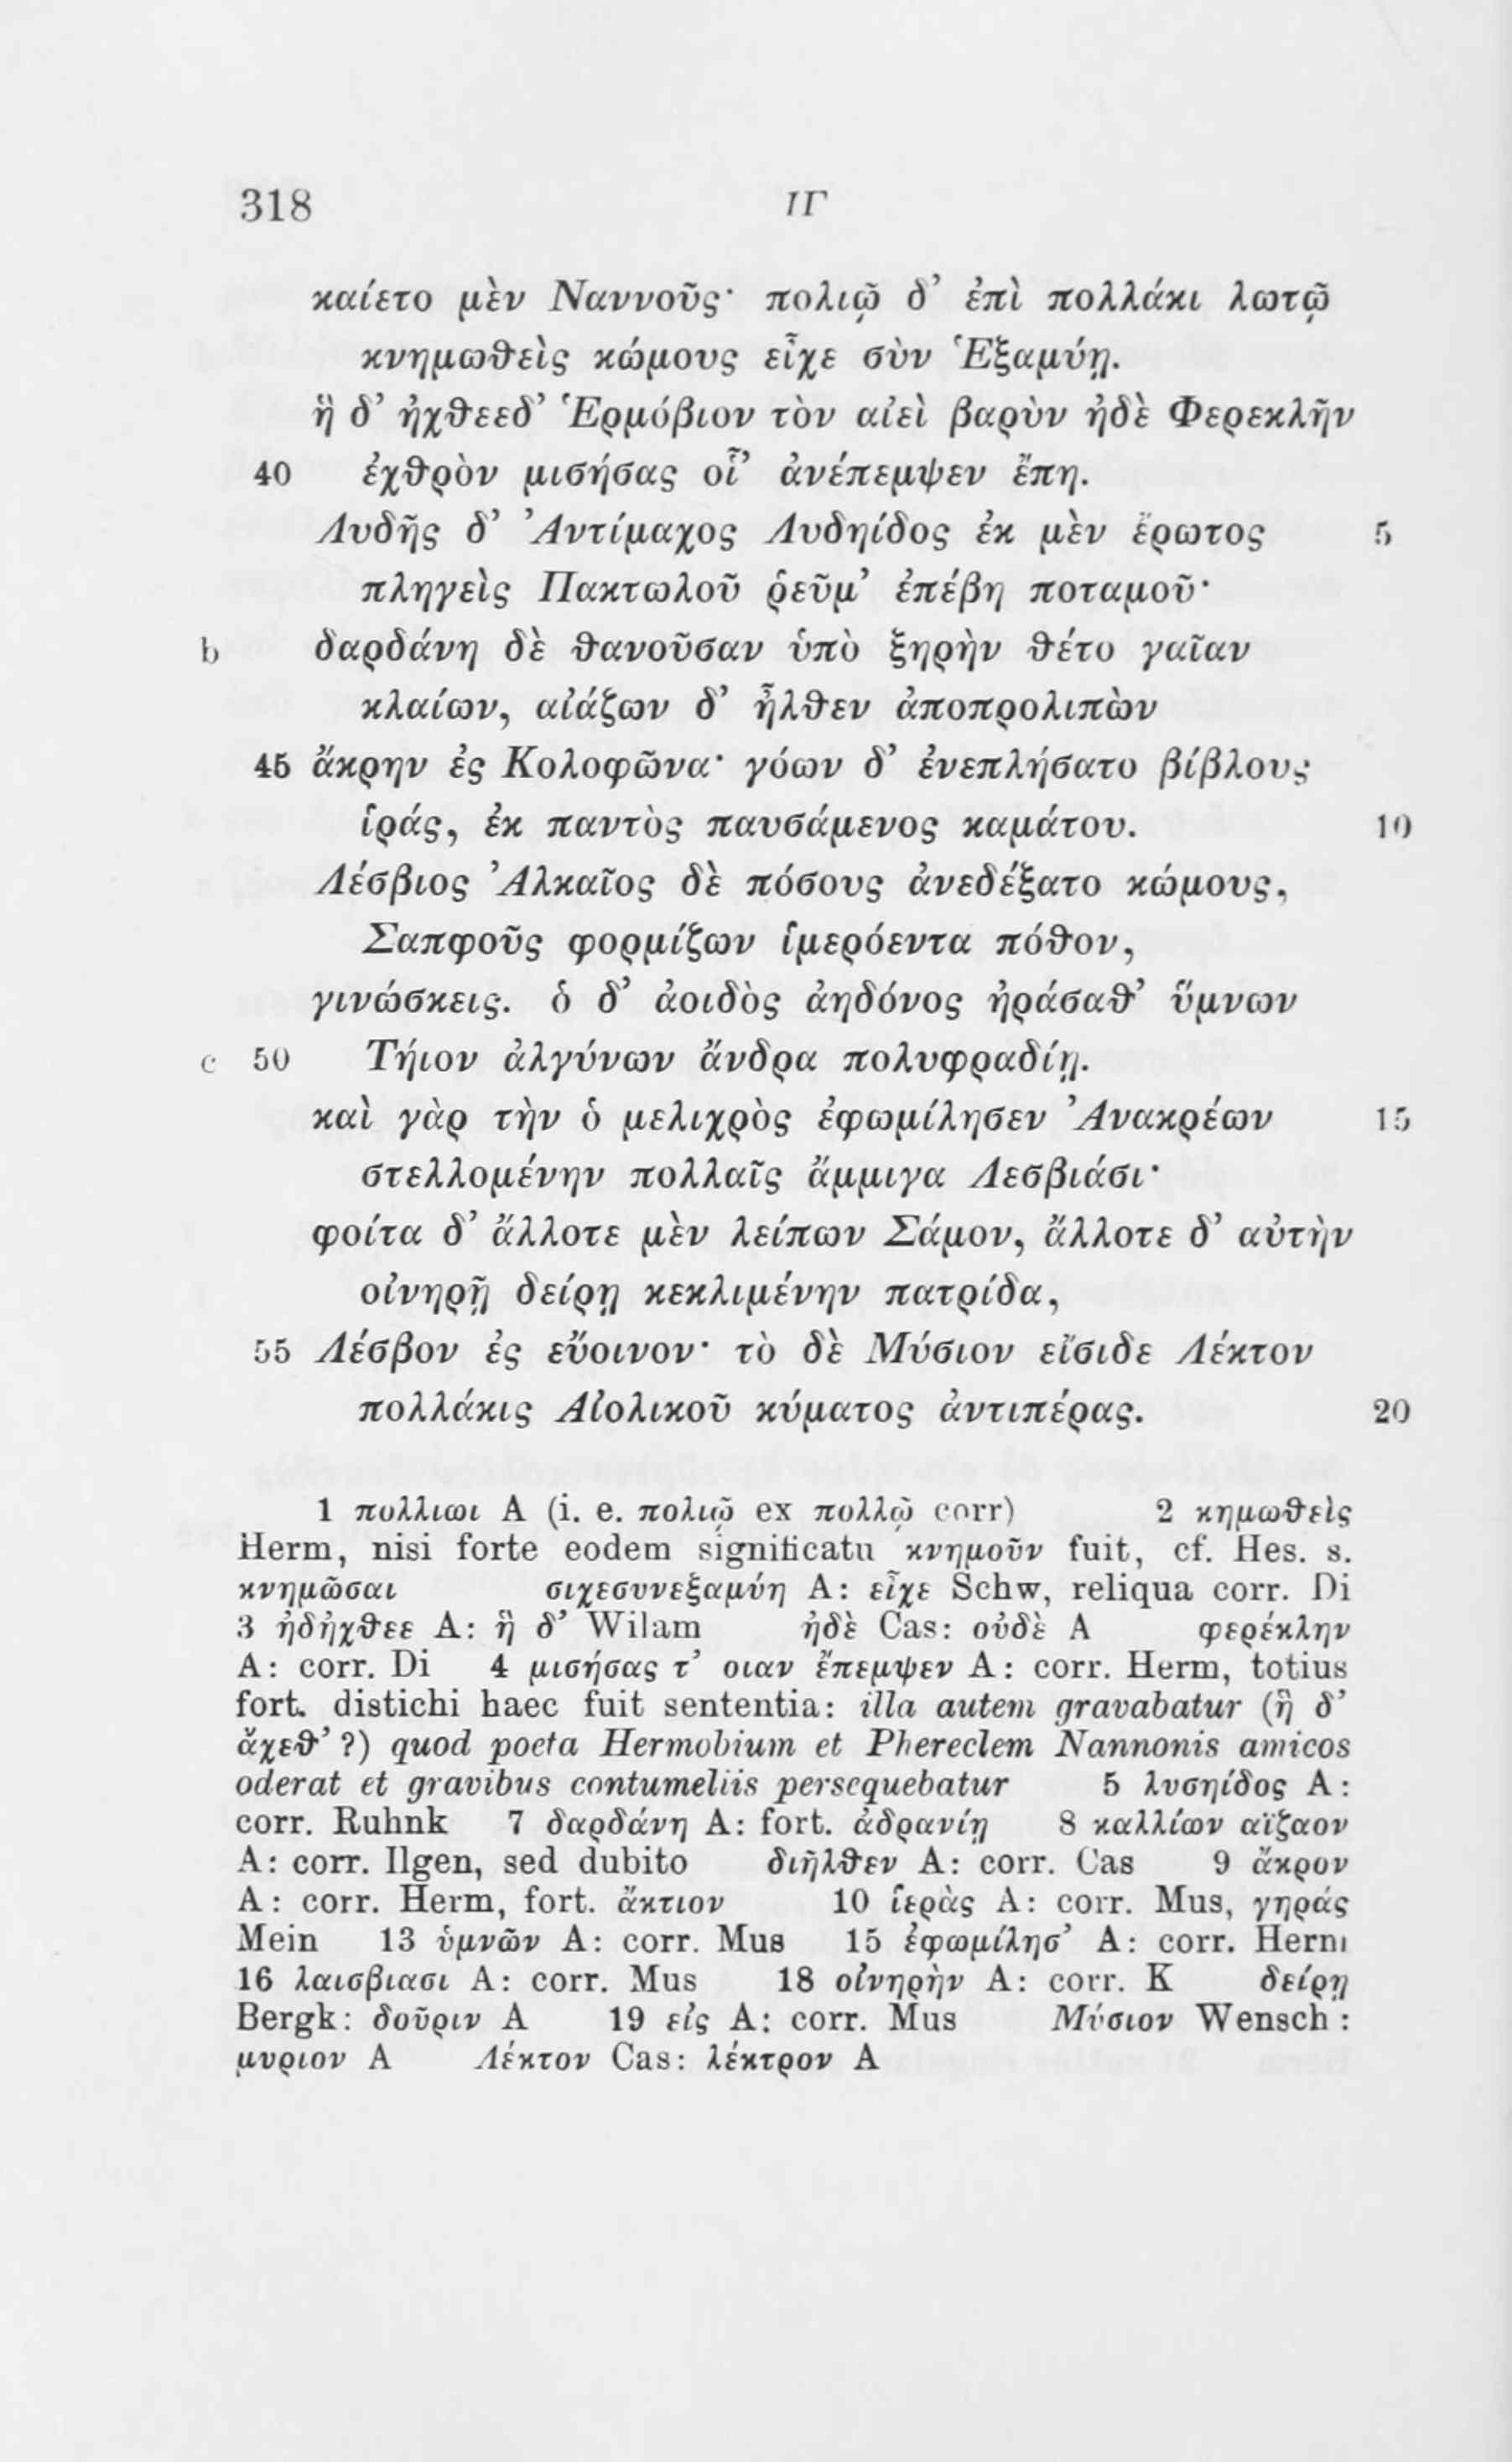 318 ΙΓ
καίετο μὲν Ναννοῦς· πολιῷ δ’ ἐπὶ πολλάκι λωτῷ
κνημωθεὶς κώμους εἶχε σὺν Ἑξαμύῃ.
ἣ δ’ ἠχθεεδ’ Ἑρμόβιον τὸν αἰεὶ βαρὺν ἠδὲ Φερεκλῆν
40 ἐχθρὸν μισήσας οἷ’ ἀνέπεμψεν ἔπη.
Λυδῆς δ’ Ἀντίμαχος Λυδηίδος ἐκ μὲν ἔρωτος 5
πληγεὶς Πακτωλοῦ ῥεῦμ’ ἐπέβη ποταμοῦ·
b δαρδάνη δὲ θανοῦσαν ὑπὸ ξηρὴν θέτο γαῖαν
κλαίων, αἰάζων δ’ ἦλθεν ἀποπρολιπὼν
45 ἄκρην ἐς Κολοφῶνα· γόων δ’ ἐνεπλήσατο βίβλους
ἱράς, ἐκ παντὸς παυσάμενος καμάτου. 10
Λέσβιος Ἀλκαῖος δὲ πόσους ἀνεδέξατο κώμους,
Σαπφοῦς φορμίζων ἱμερόεντα πόθον,
γινώσκεις. ὁ δ’ ἀοιδὸς ἀηδόνος ἠράσαθ’ ὕμνων
c 50 Τήιον ἀλγύνων ἄνδρα πολυφραδίῃ.
καὶ γὰρ τὴν ὁ μελιχρὸς ἐφωμίλησεν Ἀνακρέων 15
στελλομένην πολλαῖς ἄμμιγα Λεσβιάσι·
φοίτα δ’ ἄλλοτε μὲν λείπων Σάμον, ἄλλοτε δ’ αὐτὴν
οἰνηρῇ δείρῃ κεκλιμένην πατρίδα,
55 Λέσβον ἐς εὔοινον· τὸ δὲ Μύσιον εἴσιδε Λέκτον
πολλάκις Αἰολικοῦ κύματος ἀντιπέρας. 20
1 πολλιωι A (i. e. πολιῷ ex πολλῷ corr) 2 κημωθεὶς
Herm, nisi forte eodem significatu κνημοῦν fuit, cf. Hes. s.
κνημῶσαι σιχεσυνεξαμύη A: εἶχε Schw, reliqua corr. Di
3 ἠδἠχθεε A: ἣ δ’ Wilam ἠδὲ Cas: οὐδὲ A φερέκλην
A: corr. Di 4 μισήσας τ’ οιαν ἔπεμψεν A: corr. Herm, totius
fort. distichi haec fuit sententia: illa autem gravabatur (ἣ δ’
ἄχεθ’ ?) quod poeta Hermobium et Phereclem Nannonis amicos
oderat et gravibus contumeliis persequebatur 5 λυσηίδος A:
corr. Ruhnk 7 δαρδάνη A: fort. ἀδρανίῃ 8 καλλίων αϊζαον
A: corr. Ilgen, sed dubito διῆλθεν A: corr. Cas 9 ἄκρον
A: corr. Herm, fort. ἄκτιον 10 ἱερὰς A: corr. Mus, γηράς
Mein 13 ὑμνῶν A: corr. Mus 15 ἐφωμίλησ’ A: corr. Herm
16 λαισβιασι A: corr. Mus 18 οἰνηρὴν A: corr. K δείρῃ
Bergk: δοῦριν A 19 εἰς A: corr. Mus Μύσιον Wensch:
μυριον A Λέκτον Cas: λέκτρον A